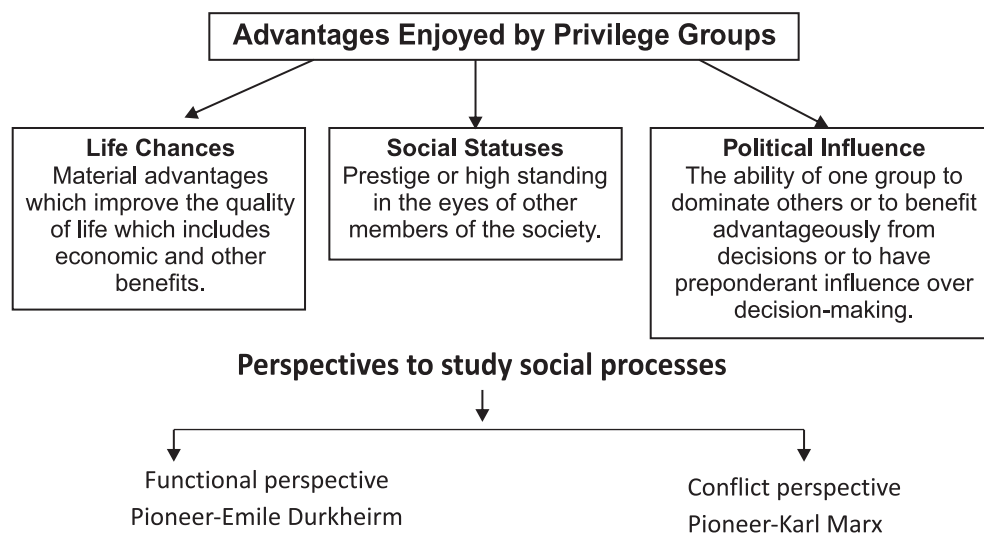 Advantages Enjoyed by Privilege Groups
Life Chances
Material advantages
which improve the quality
of life which includes
economic and other
benefits.
Social Statuses
Prestige or high standing
in the eyes of other
members of the society.
Political Influence
The ability of one group to
dominate others or to benefit
advantageously from
decisions or to have
preponderant influence over
decision-making.
Perspectives to study social processes
Functional perspective
Pioneer-Emile Durkheirm
Conflict perspective
Pioneer-Karl Marx